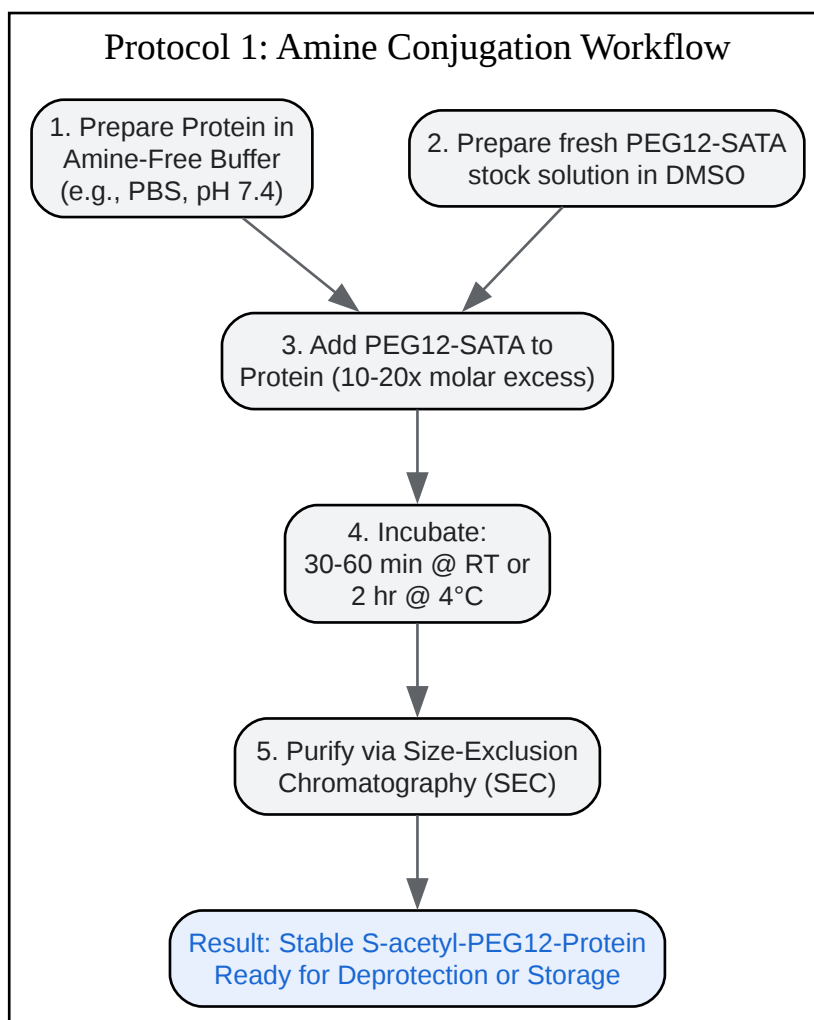 Protocol 1: Amine Conjugation Workflow
1. Prepare Protein in
Amine-Free Buffer
(e.g., PBS, pH 7.4)
2. Prepare fresh PEG12-SATA
stock solution in DMSO
3. Add PEG12-SATA to
Protein (10-20x molar excess)
4. Incubate:
30-60 min @ RT or
2 hr @ 4°C
5. Purify via Size-Exclusion
Chromatography (SEC)
Result: Stable S-acetyl-PEG12-Protein
Ready for Deprotection or Storage